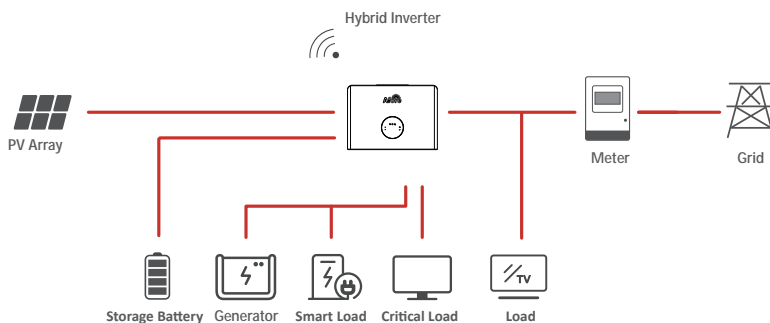 Hybrid Inverter
PV Array
Meter
Grid
TV
Storage Battery
Generator
Smart Load
Critical Load
Load